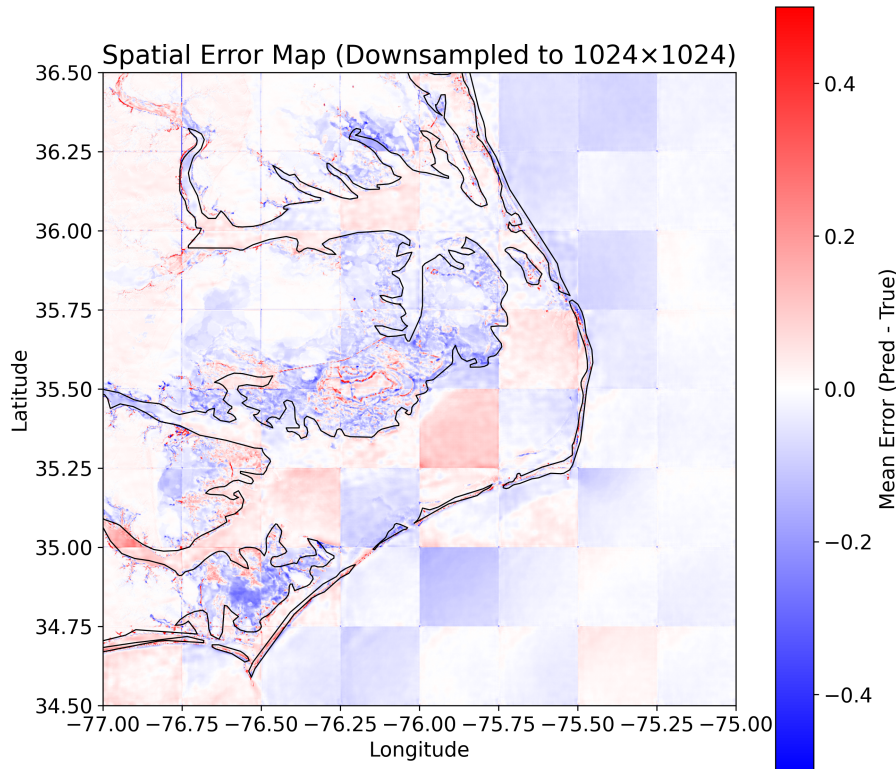 Spatial Error Map (Downsampled to 1024×1024)
36.50
36.25
36.00
35.75
35.50
35.25
35.00
34.75
34.50
Latitude
−77.00 −76.75 −76.50 −76.25 −76.00 −75.75 −75.50 −75.25 −75.00
Longitude
0.4
0.2
0.0
−0.2
−0.4
Mean Error (Pred - True)